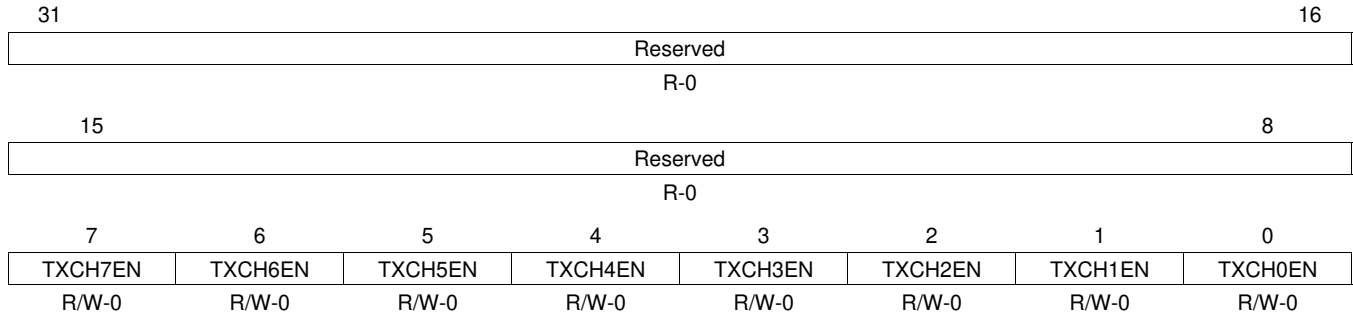 31 16
Reserved
R-0
15 8
Reserved
R-0
7 6 5 4 3 2 1 0
TXCH7EN TXCH6EN TXCH5EN TXCH4EN TXCH3EN TXCH2EN TXCH1EN TXCH0EN
R/W-0 R/W-0 R/W-0 R/W-0 R/W-0 R/W-0 R/W-0 R/W-0